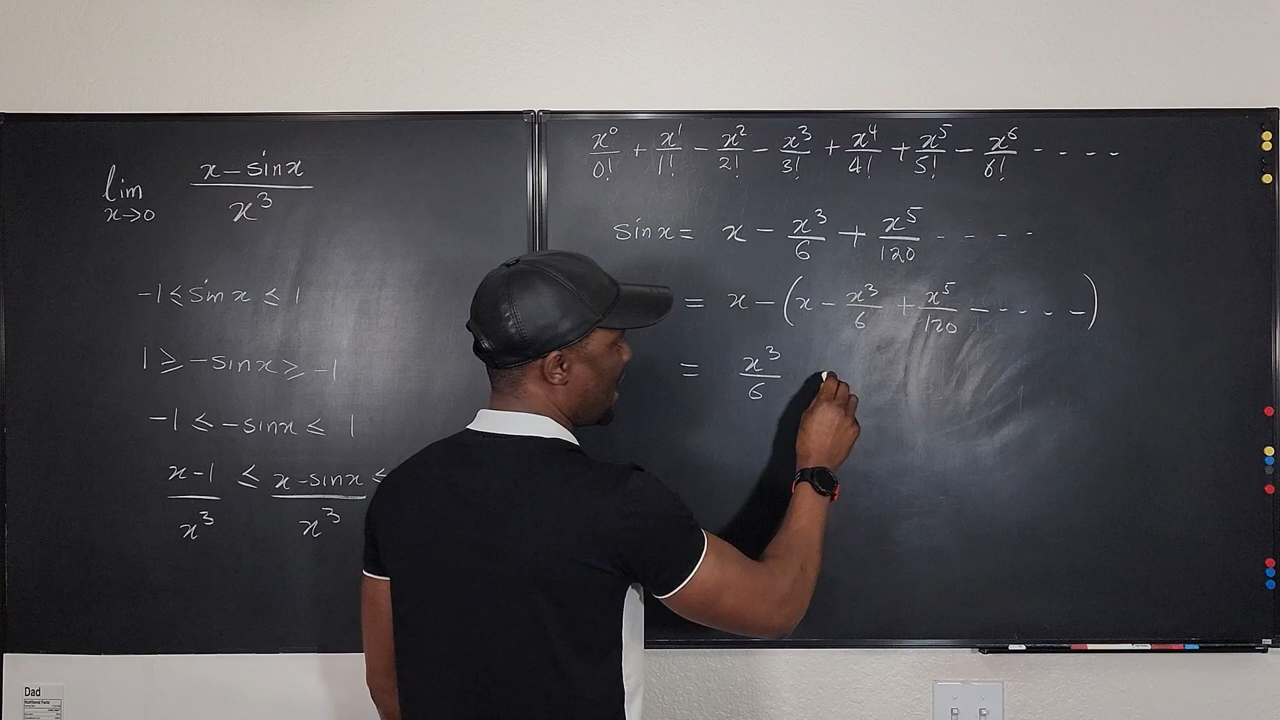 lim x→0 (x – sin x)/x³
-1 ≤ sin x ≤ 1
1 ≥ -sin x ≥ -1
-1 ≤ -sin x ≤ 1
(x-1)/x³ ≤ (x-sin x)/x³ ≤
x⁰/0! + x¹/1! – x²/2! – x³/3! + x⁴/4! + x⁵/5! – x⁶/6! - - - -
sin x = x – x³/6 + x⁵/120 - - - -
= x – (x – x³/6 + x⁵/120 – - - - -)
= x³/6
Dad